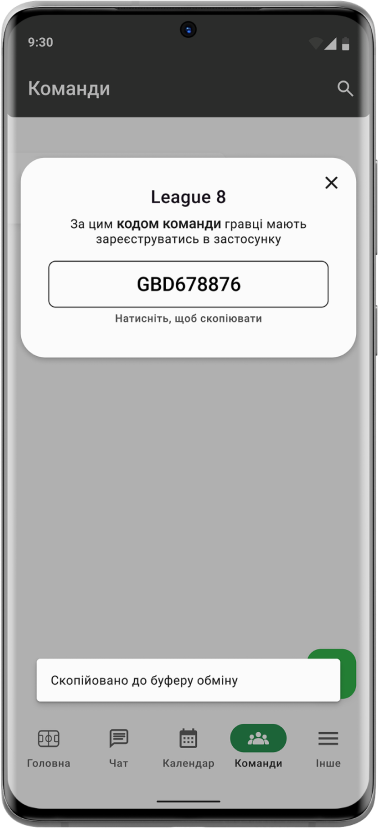 9:30
Команди
League 8
За цим кодом команди гравці мають
зареєструватись в застосунку
GBD678876
Натисніть, щоб скопіювати
Скопійовано до буферу обміну
Головна
Чат
Календар
Команди
Інше